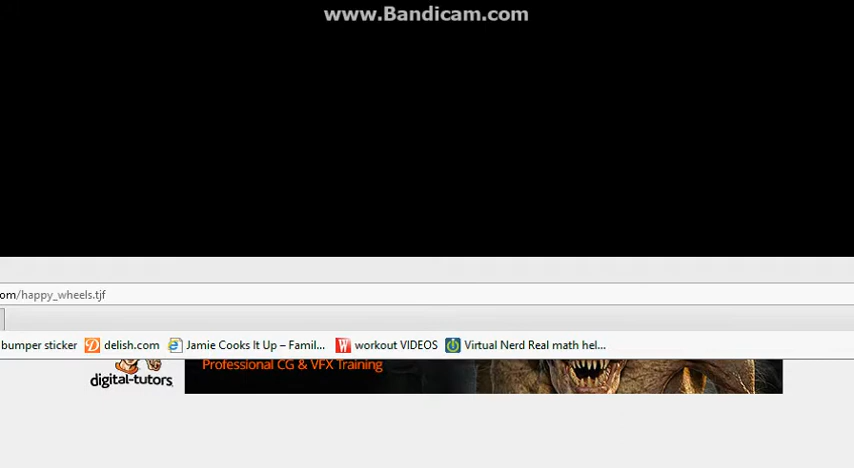 www.Bandicam.com
om/happy_wheels.tjf
bumper sticker delish.com Jamie Cooks It Up – Famil... workout VIDEOS Virtual Nerd Real math hel...
digital-tutors
Professional CG & VFX Training